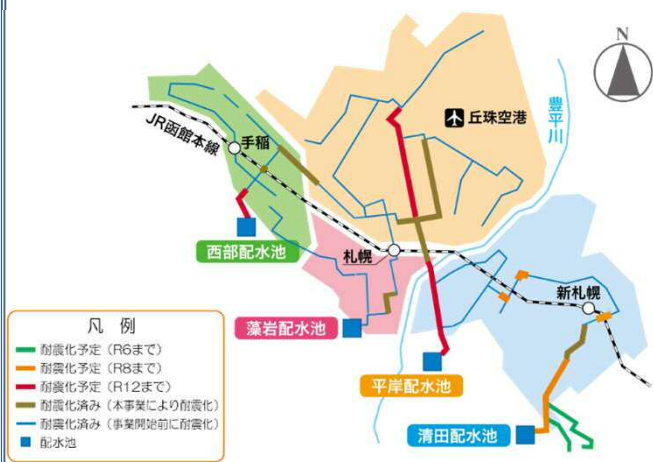 N
丘珠空港
豊平川
JR函館本線
手稲
西部配水池
札幌
新札幌
藻岩配水池
平岸配水池
清田配水池
凡 例
耐震化予定（R6まで）
耐震化予定（R8まで）
耐震化予定（R12まで）
耐震化済み（本事業により耐震化）
耐震化済み（事業開始前に耐震化）
配水池